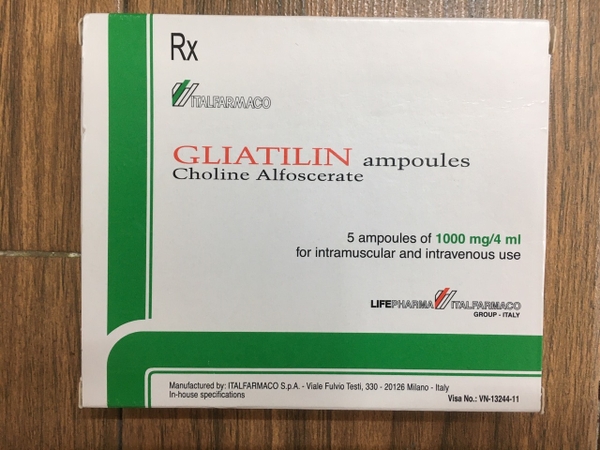 Rx
ITALFARMACO
GLIATILIN ampoules
Choline Alfoscerate
5 ampoules of 1000 mg/4 ml
for intramuscular and intravenous use
LIFEPHARMA ITALFARMACO
GROUP - ITALY
Manufactured by: ITALFARMACO S.p.A. - Viale Fulvio Testi, 330 - 20126 Milano - Italy
In-house specifications
Visa No.: VN-13244-11